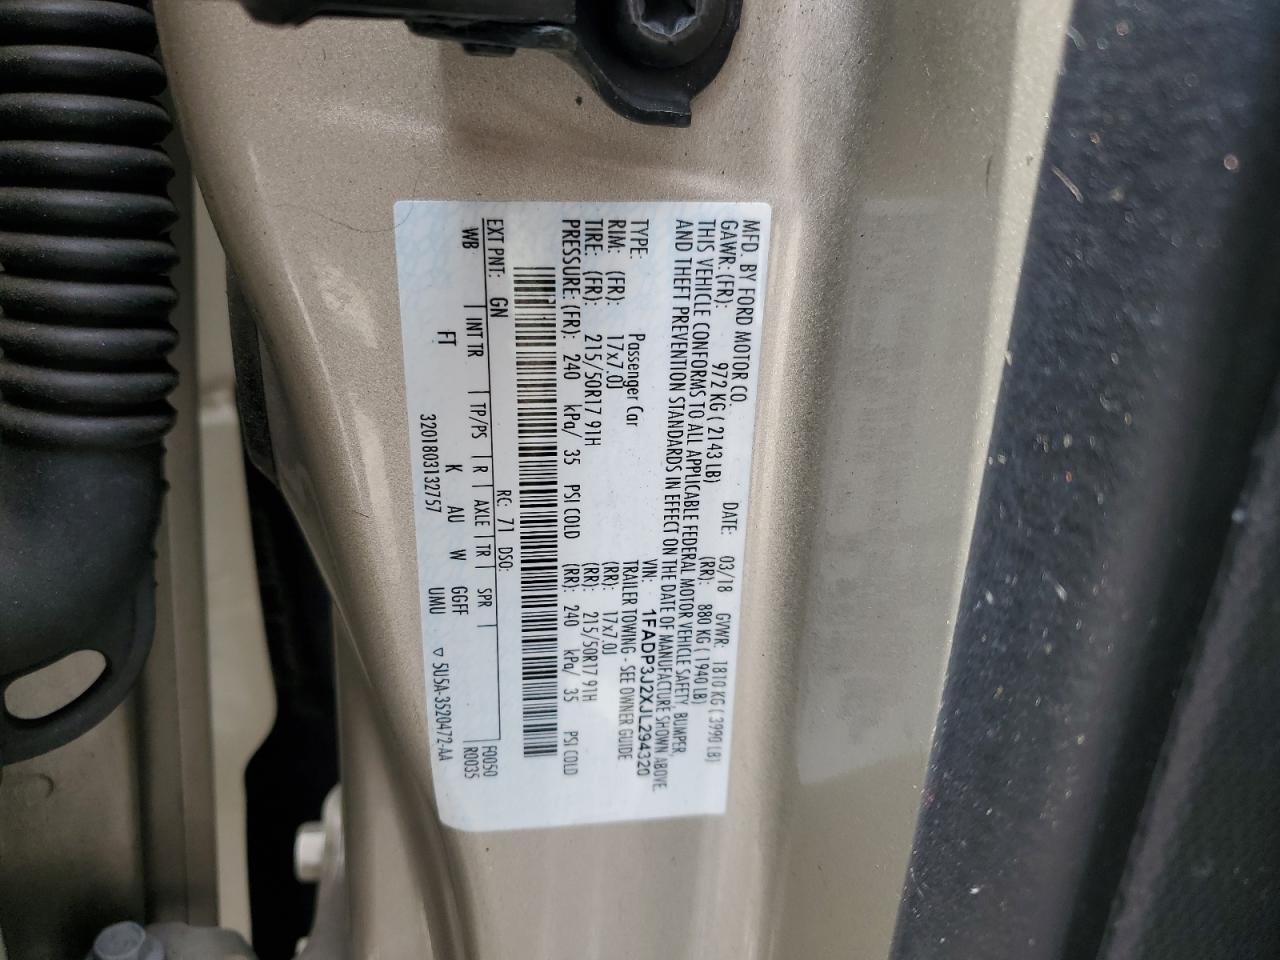 MFD. BY FORD MOTOR CO.
DATE: 03/18 GVWR: 1810 KG ( 3990 LB)
GAWR: (FR): 972 KG ( 2143 LB) (RR): 880 KG ( 1940 LB)
THIS VEHICLE CONFORMS TO ALL APPLICABLE FEDERAL MOTOR VEHICLE SAFETY, BUMPER,
AND THEFT PREVENTION STANDARDS IN EFFECT ON THE DATE OF MANUFACTURE SHOWN ABOVE.
VIN: 1FADP3J2XJL294320
TYPE: Passenger Car TRAILER TOWING - SEE OWNER GUIDE
RIM: (FR): 17x7.0J (RR): 17x7.0J
TIRE: (FR): 215/50R17 91H (RR): 215/50R17 91H
PRESSURE: (FR): 240 kPa/ 35 PSI COLD (RR): 240 kPa/ 35 PSI COLD
EXT PNT: GN RC: 71 DSO: F0050
WB INT TR TP/PS R AXLE TR SPR R0035
FT K AU W GGFF
3201803132757 UMU ▽ 5U5A-3520472-AA